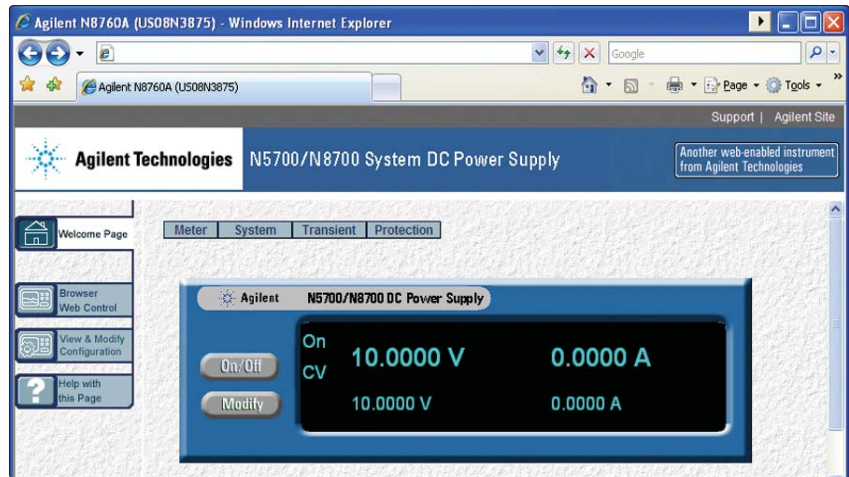 Agilent N8760A (US08N3875) - Windows Internet Explorer
Google
Agilent N8760A (US08N3875)
Page
Tools
»
Support | Agilent Site
Agilent Technologies
N5700/N8700 System DC Power Supply
Another web-enabled instrument
from Agilent Technologies
Welcome Page
Meter System Transient Protection
Browser
Web Control
View & Modify
Configuration
Help with
this Page
Agilent N5700/N8700 DC Power Supply
On/Off
Modify
On
CV
10.0000 V 0.0000 A
10.0000 V 0.0000 A